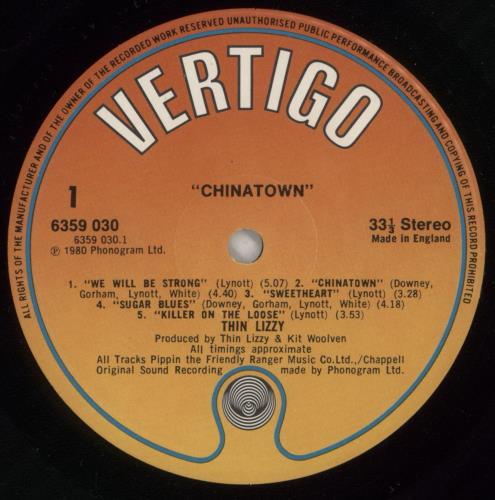 ALL RIGHTS OF THE MANUFACTURER AND OF THE OWNER OF THE RECORDED WORK RESERVED UNAUTHORISED PUBLIC PERFORMANCE BROADCASTING AND COPYING OF THIS RECORD PROHIBITED
VERTIGO
1
"CHINATOWN"
6359 030
33⅓ Stereo
6359 030.1
Made in England
℗ 1980 Phonogram Ltd.
1. "WE WILL BE STRONG" (Lynott) (5.07) 2. "CHINATOWN" (Downey,
Gorham, Lynott, White) (4.40) 3. "SWEETHEART" (Lynott) (3.28)
4. "SUGAR BLUES" (Downey, Gorham, Lynott, White) (4.18)
5. "KILLER ON THE LOOSE" (Lynott) (3.53)
THIN LIZZY
Produced by Thin Lizzy & Kit Woolven
All timings approximate
All Tracks Pippin the Friendly Ranger Music Co.Ltd.,/Chappell
Original Sound Recording made by Phonogram Ltd.